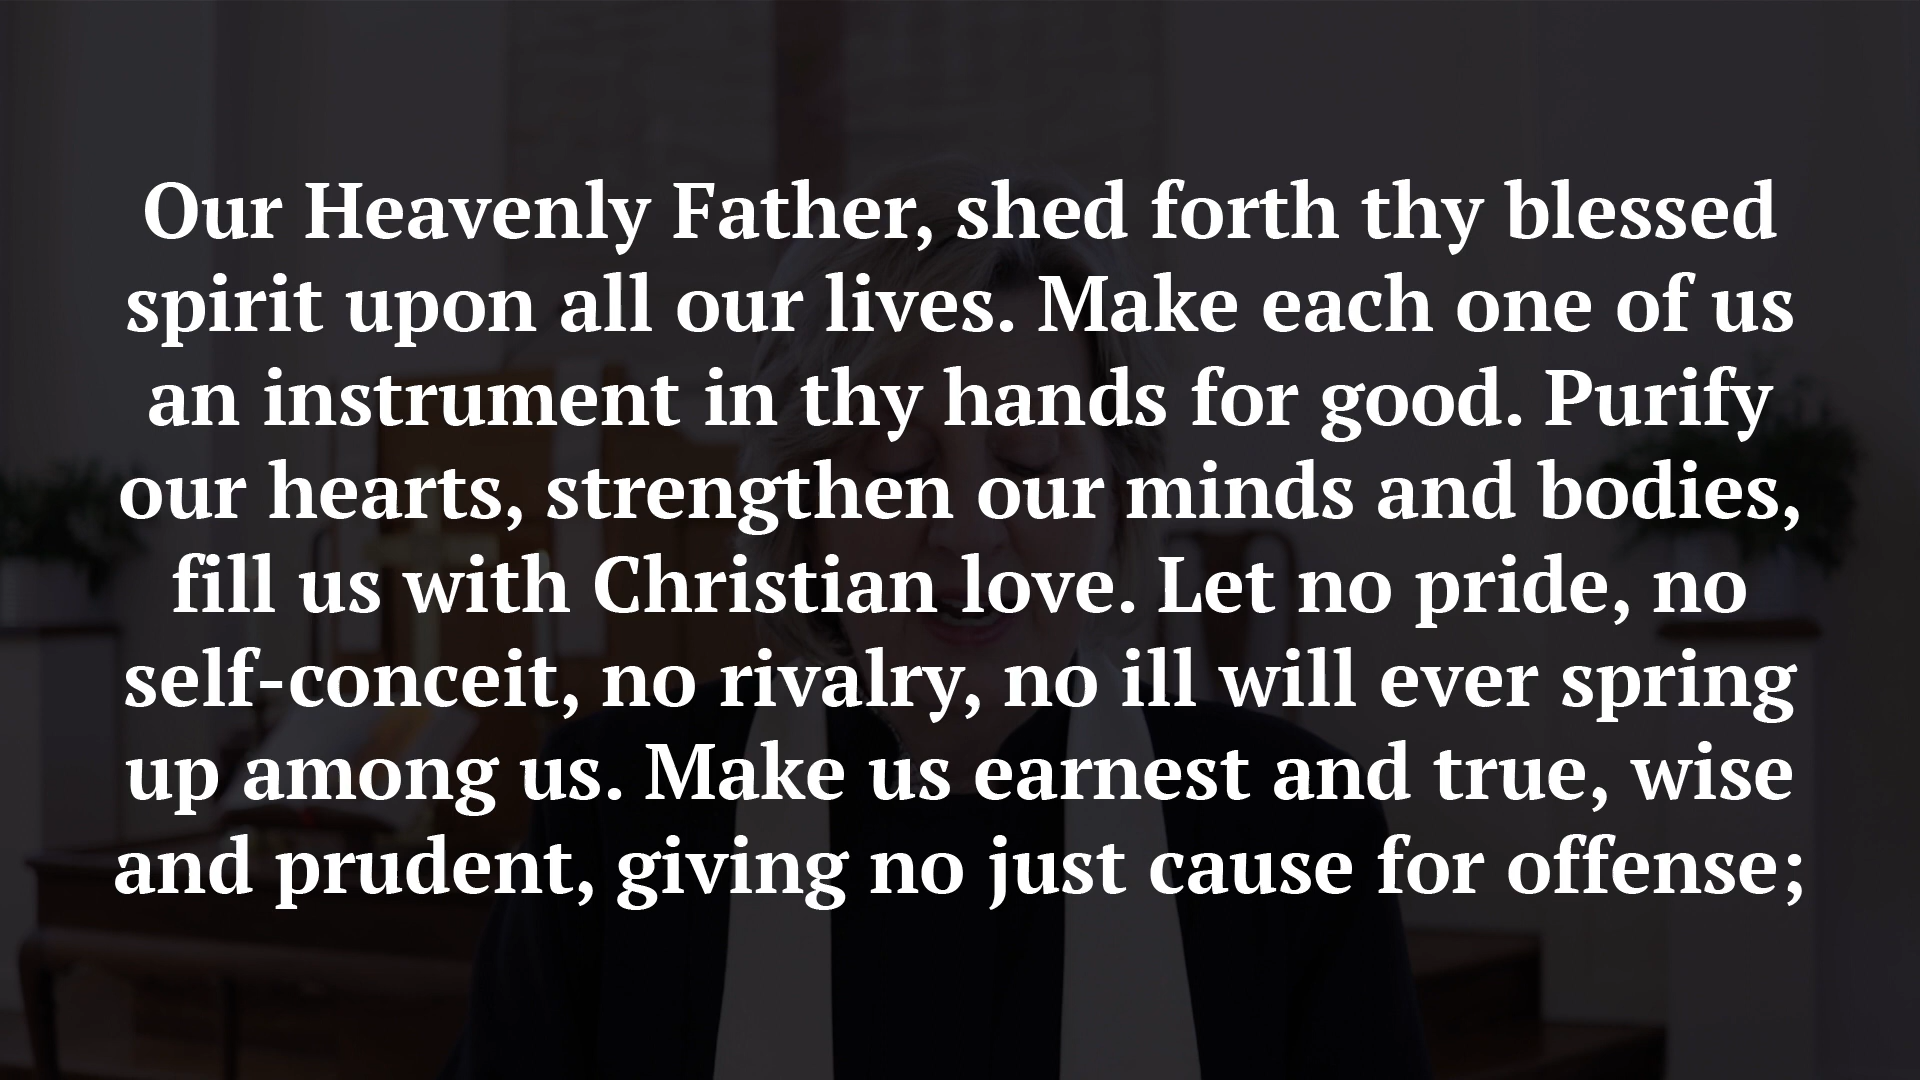 Our Heavenly Father, shed forth thy blessed
spirit upon all our lives. Make each one of us
an instrument in thy hands for good. Purify
our hearts, strengthen our minds and bodies,
fill us with Christian love. Let no pride, no
self-conceit, no rivalry, no ill will ever spring
up among us. Make us earnest and true, wise
and prudent, giving no just cause for offense;